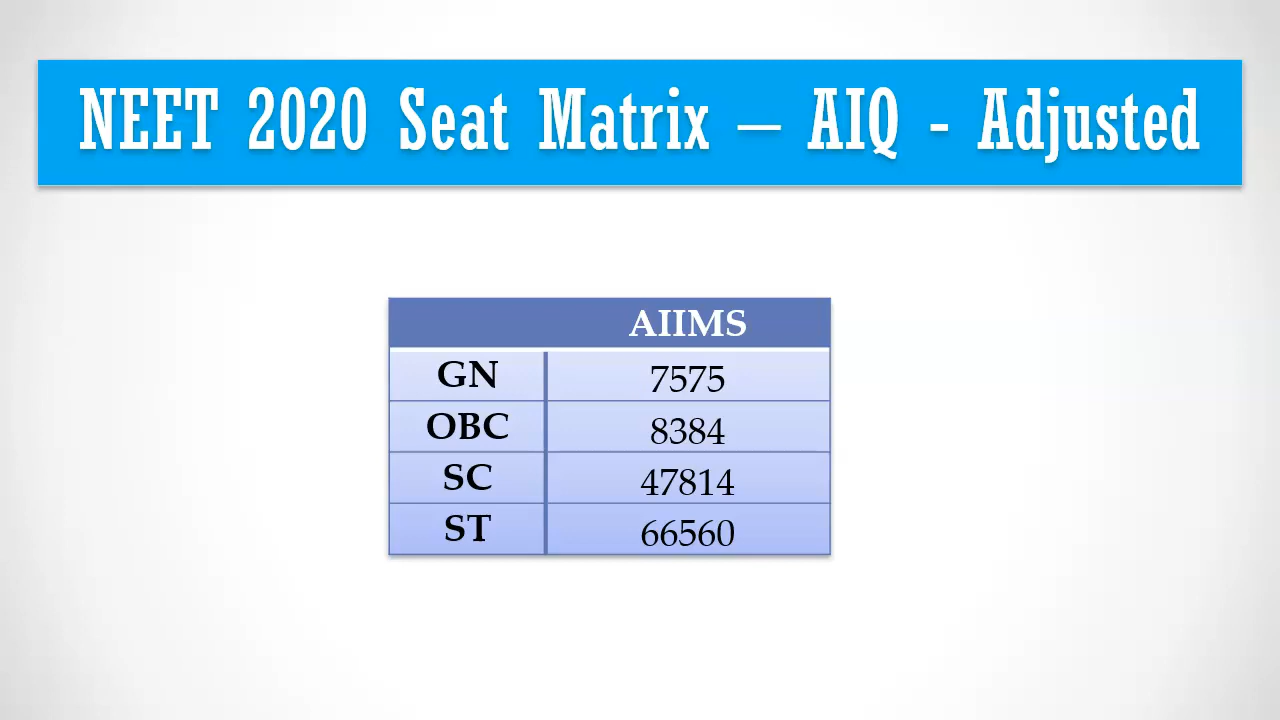 NEET 2020 Seat Matrix – AIQ - Adjusted
AIIMS
GN 7575
OBC 8384
SC 47814
ST 66560